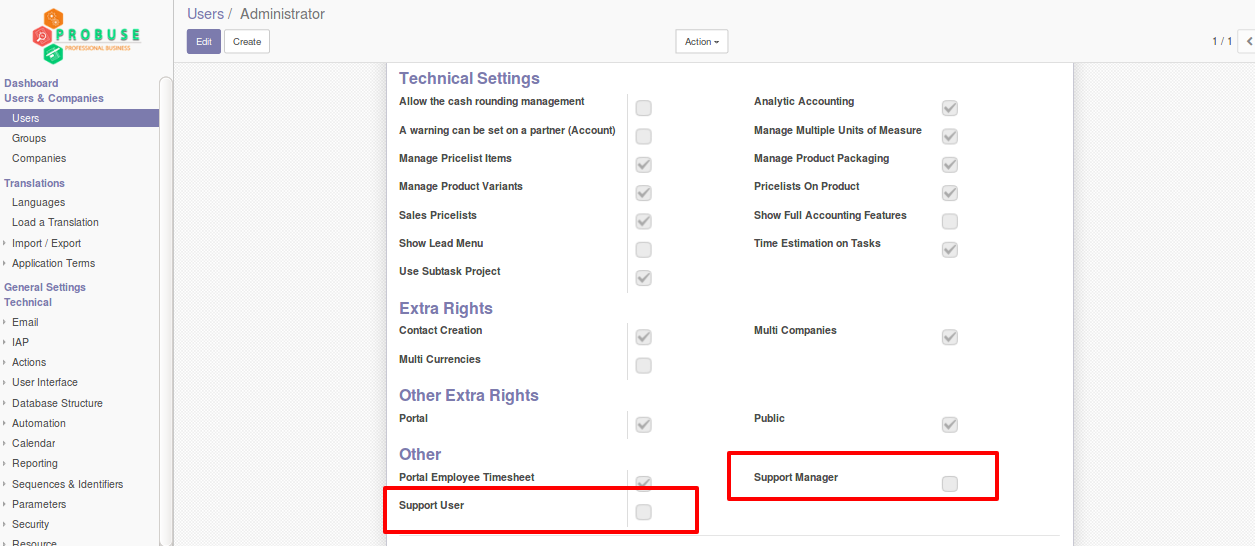 PROBUSE
PROFESSIONAL BUSINESS
Dashboard
Users & Companies
Users
Groups
Companies
Translations
Languages
Load a Translation
Import / Export
Application Terms
General Settings
Technical
Email
IAP
Actions
User Interface
Database Structure
Automation
Calendar
Reporting
Sequences & Identifiers
Parameters
Security
Resource
Users / Administrator
Edit Create Action 1 / 1
Technical Settings
Allow the cash rounding management Analytic Accounting
A warning can be set on a partner (Account) Manage Multiple Units of Measure
Manage Pricelist Items Manage Product Packaging
Manage Product Variants Pricelists On Product
Sales Pricelists Show Full Accounting Features
Show Lead Menu Time Estimation on Tasks
Use Subtask Project
Extra Rights
Contact Creation Multi Companies
Multi Currencies
Other Extra Rights
Portal Public
Other
Portal Employee Timesheet Support Manager
Support User